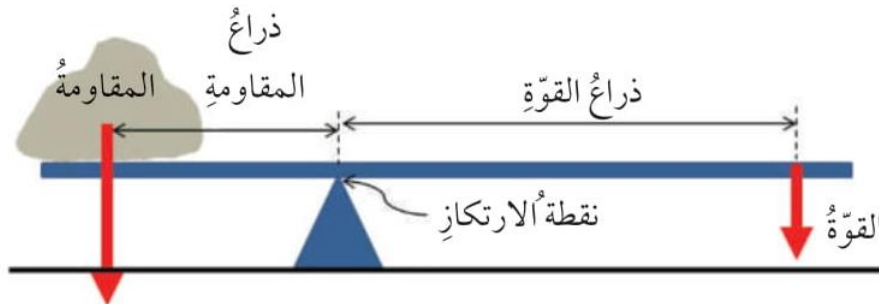 ذراعُ
المقاومةِ
المقاومةُ
ذراعُ القوّةِ
نقطةُ الارتكازِ
القوّةُ